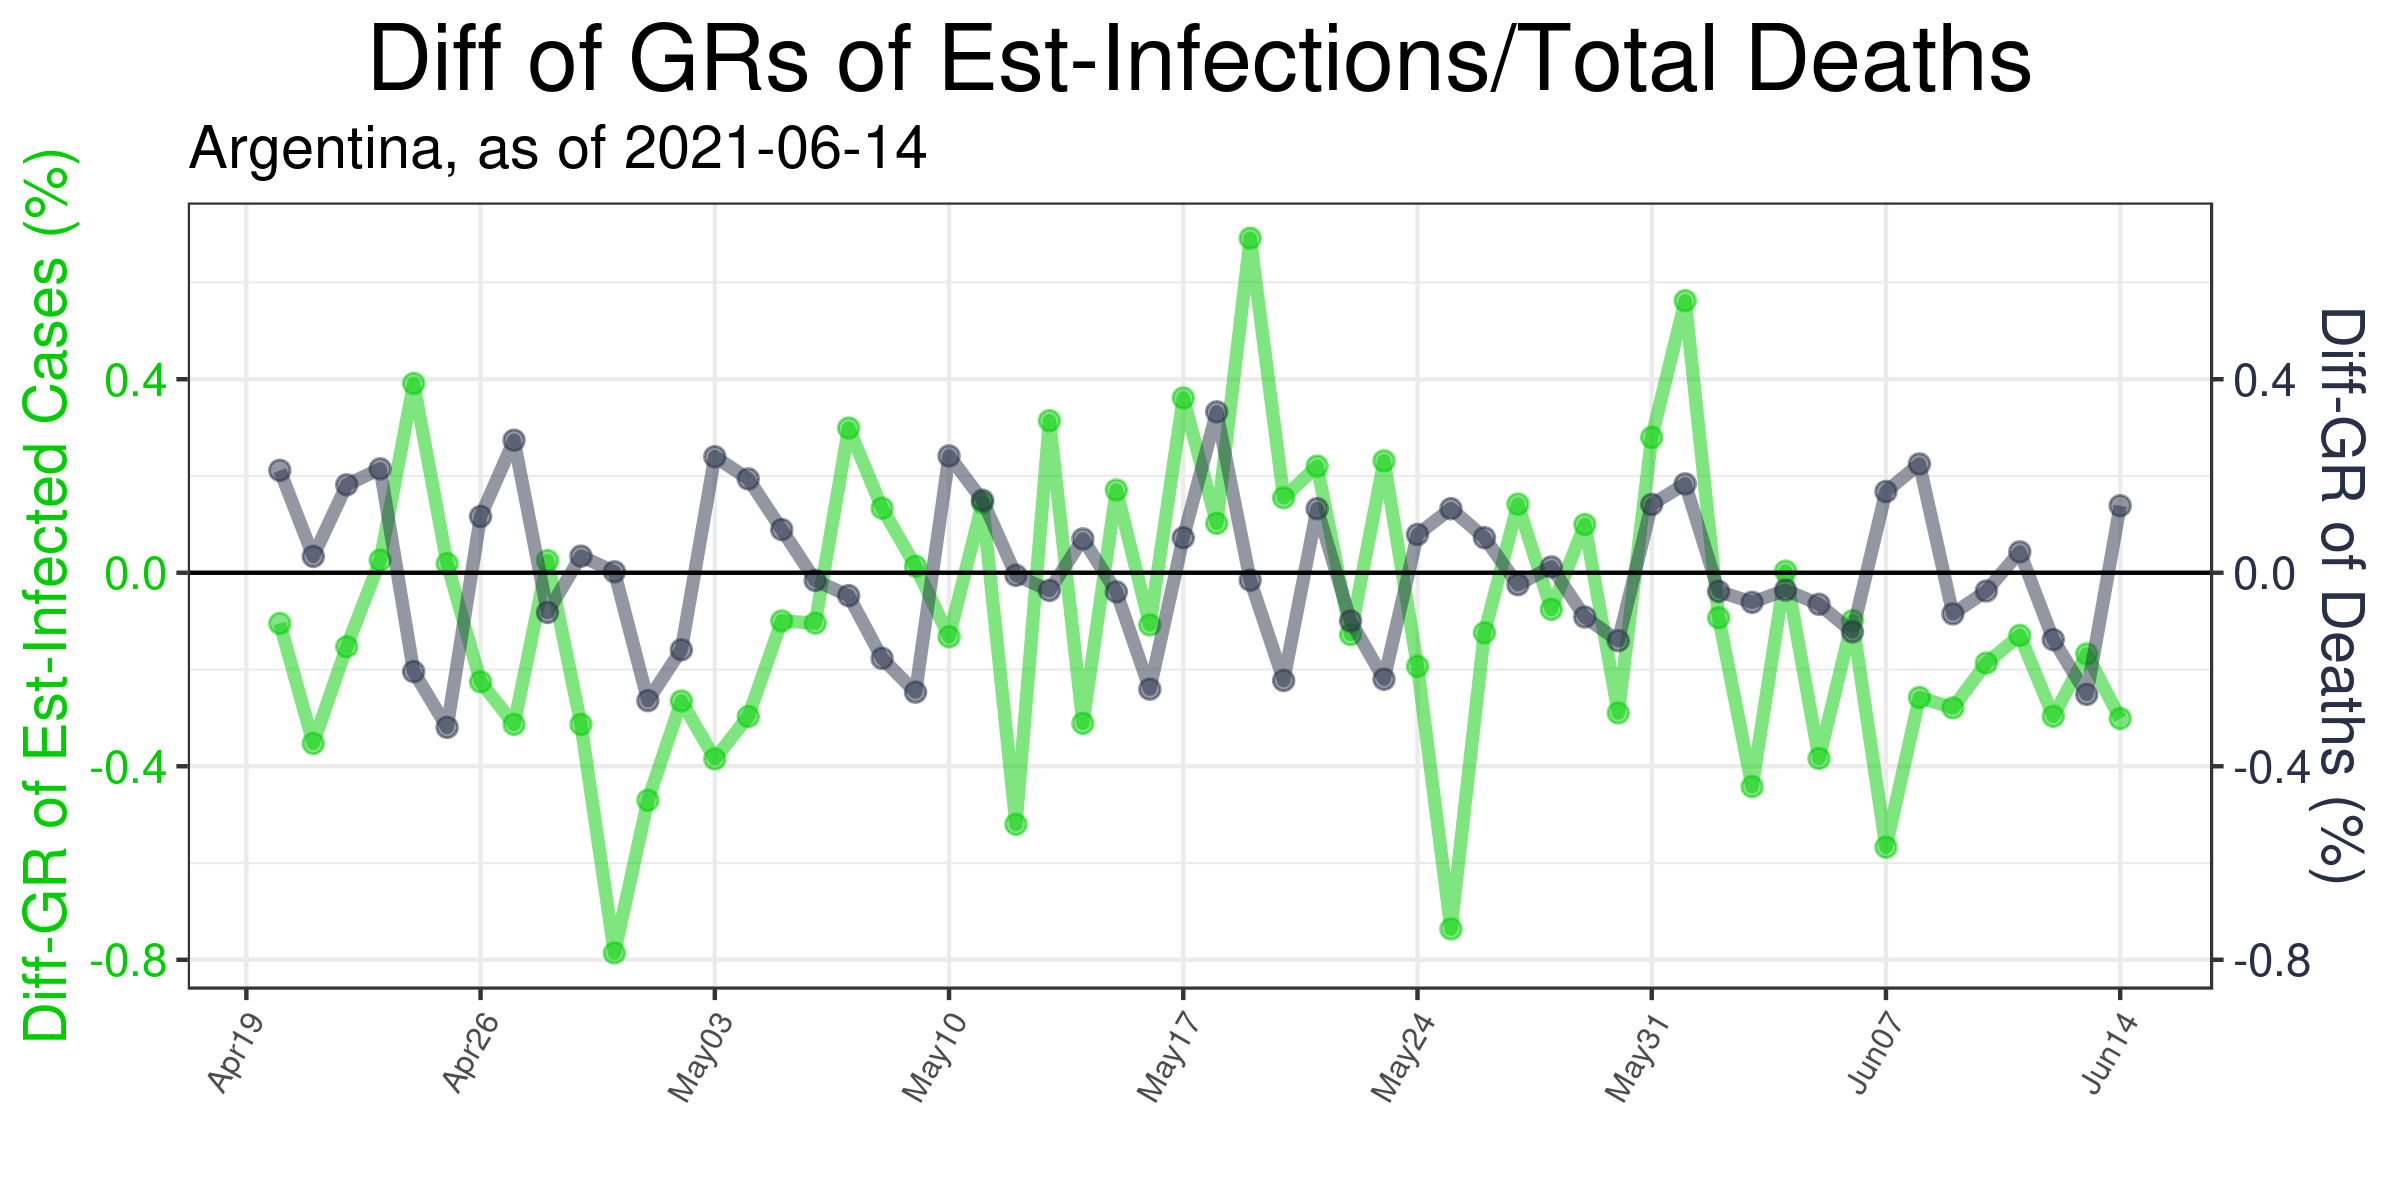 Diff of GRs of Est-Infections/Total Deaths
Argentina, as of 2021-06-14
Diff-GR of Est-Infected Cases (%)
0.4
0.0
-0.4
-0.8
0.4
0.0
-0.4
-0.8
Diff-GR of Deaths (%)
Apr19
Apr26
May03
May10
May17
May24
May31
Jun07
Jun14